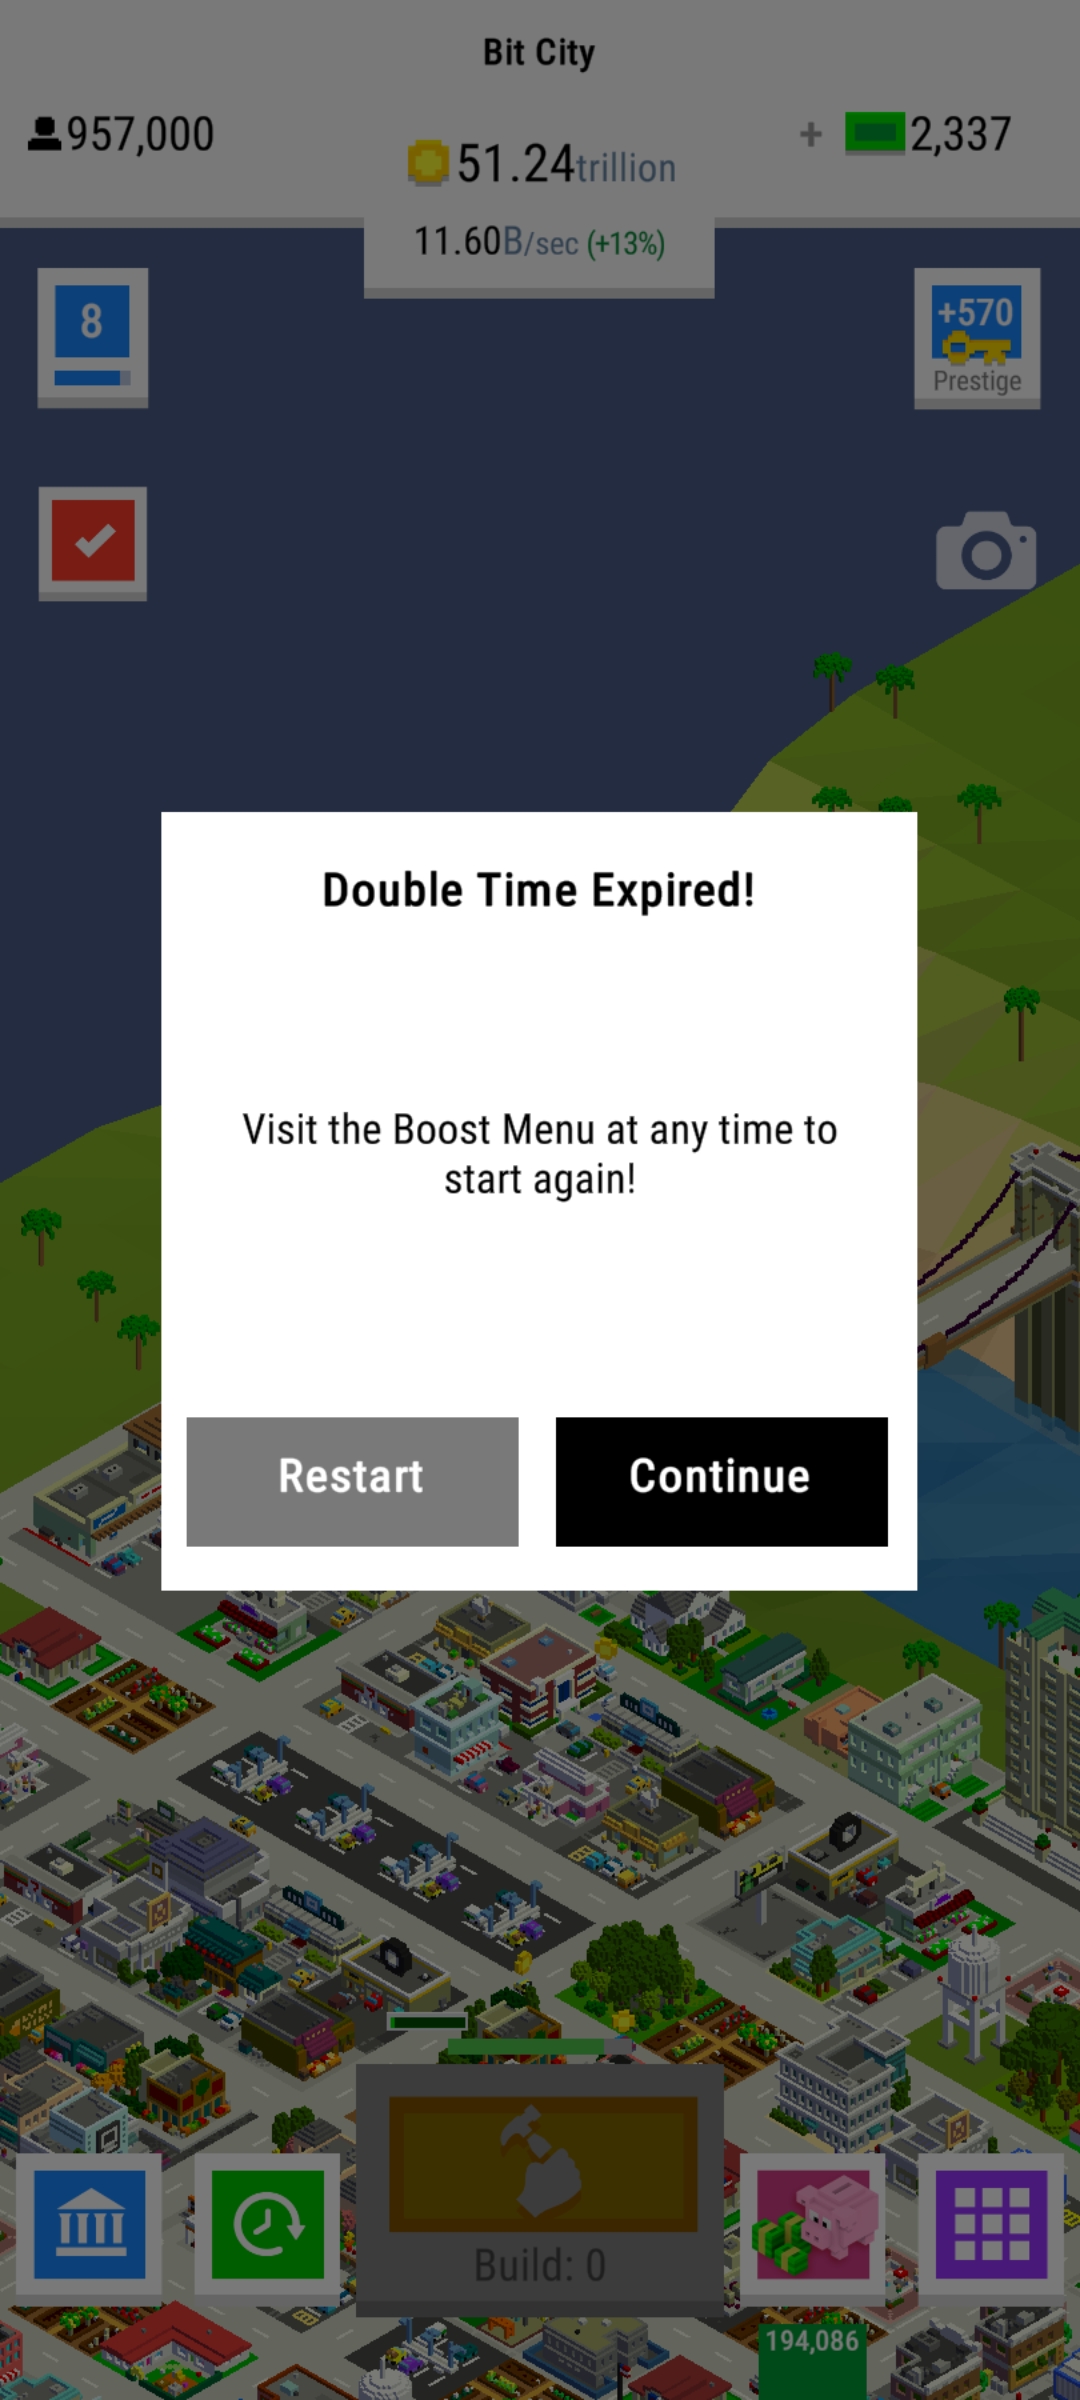 Bit City
957,000
51.24trillion
+ 2,337
11.60B/sec (+13%)
8
+570
Prestige
Double Time Expired!
Visit the Boost Menu at any time to
start again!
Restart
Continue
Build: 0
194,086